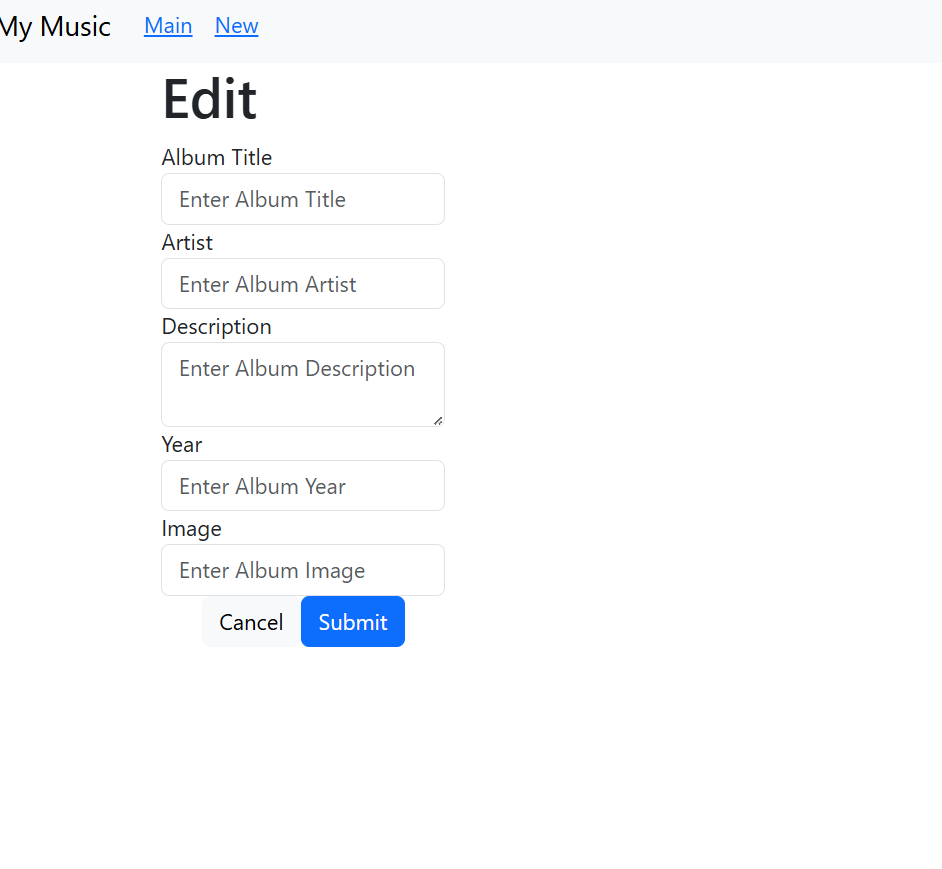 My Music Main New
Edit
Album Title
Enter Album Title
Artist
Enter Album Artist
Description
Enter Album Description
Year
Enter Album Year
Image
Enter Album Image
Cancel Submit